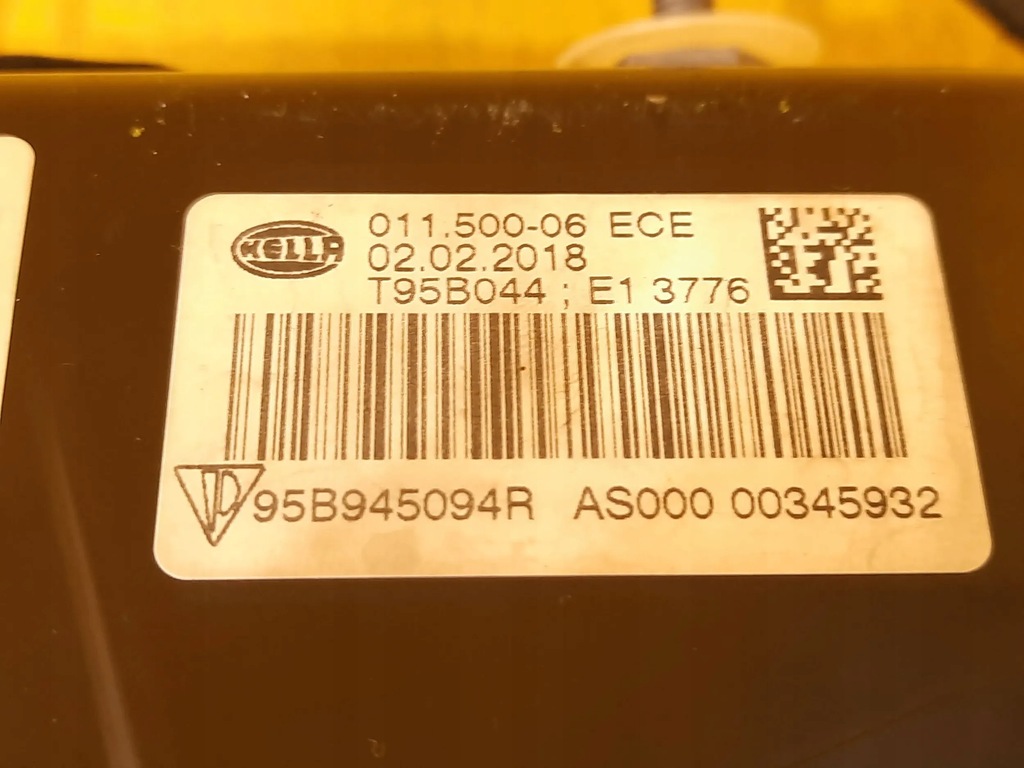 HELLA
011.500-06 ECE
02.02.2018
T95B044 ; E1 3776
95B945094R AS000 00345932